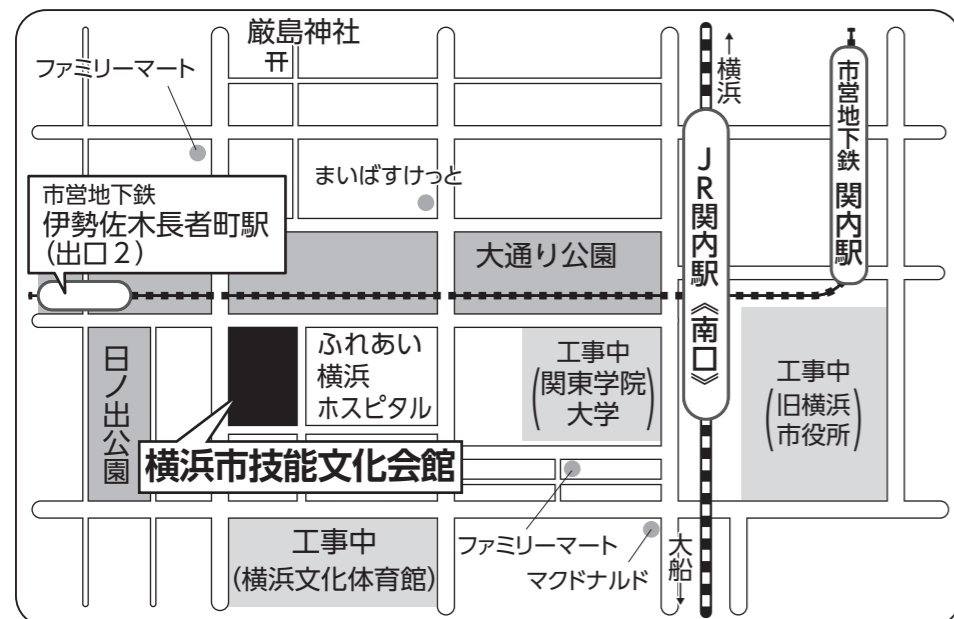 厳島神社
ファミリーマート
↑横浜
市営地下鉄 関内駅
まいばすけっと
JR関内駅《南口》
市営地下鉄
伊勢佐木長者町駅
(出口2)
大通り公園
日ノ出公園
ふれあい
横浜
ホスピタル
工事中
(関東学院
大学)
工事中
(旧横浜
市役所)
横浜市技能文化会館
工事中
(横浜文化体育館)
ファミリーマート
マクドナルド
大船↓